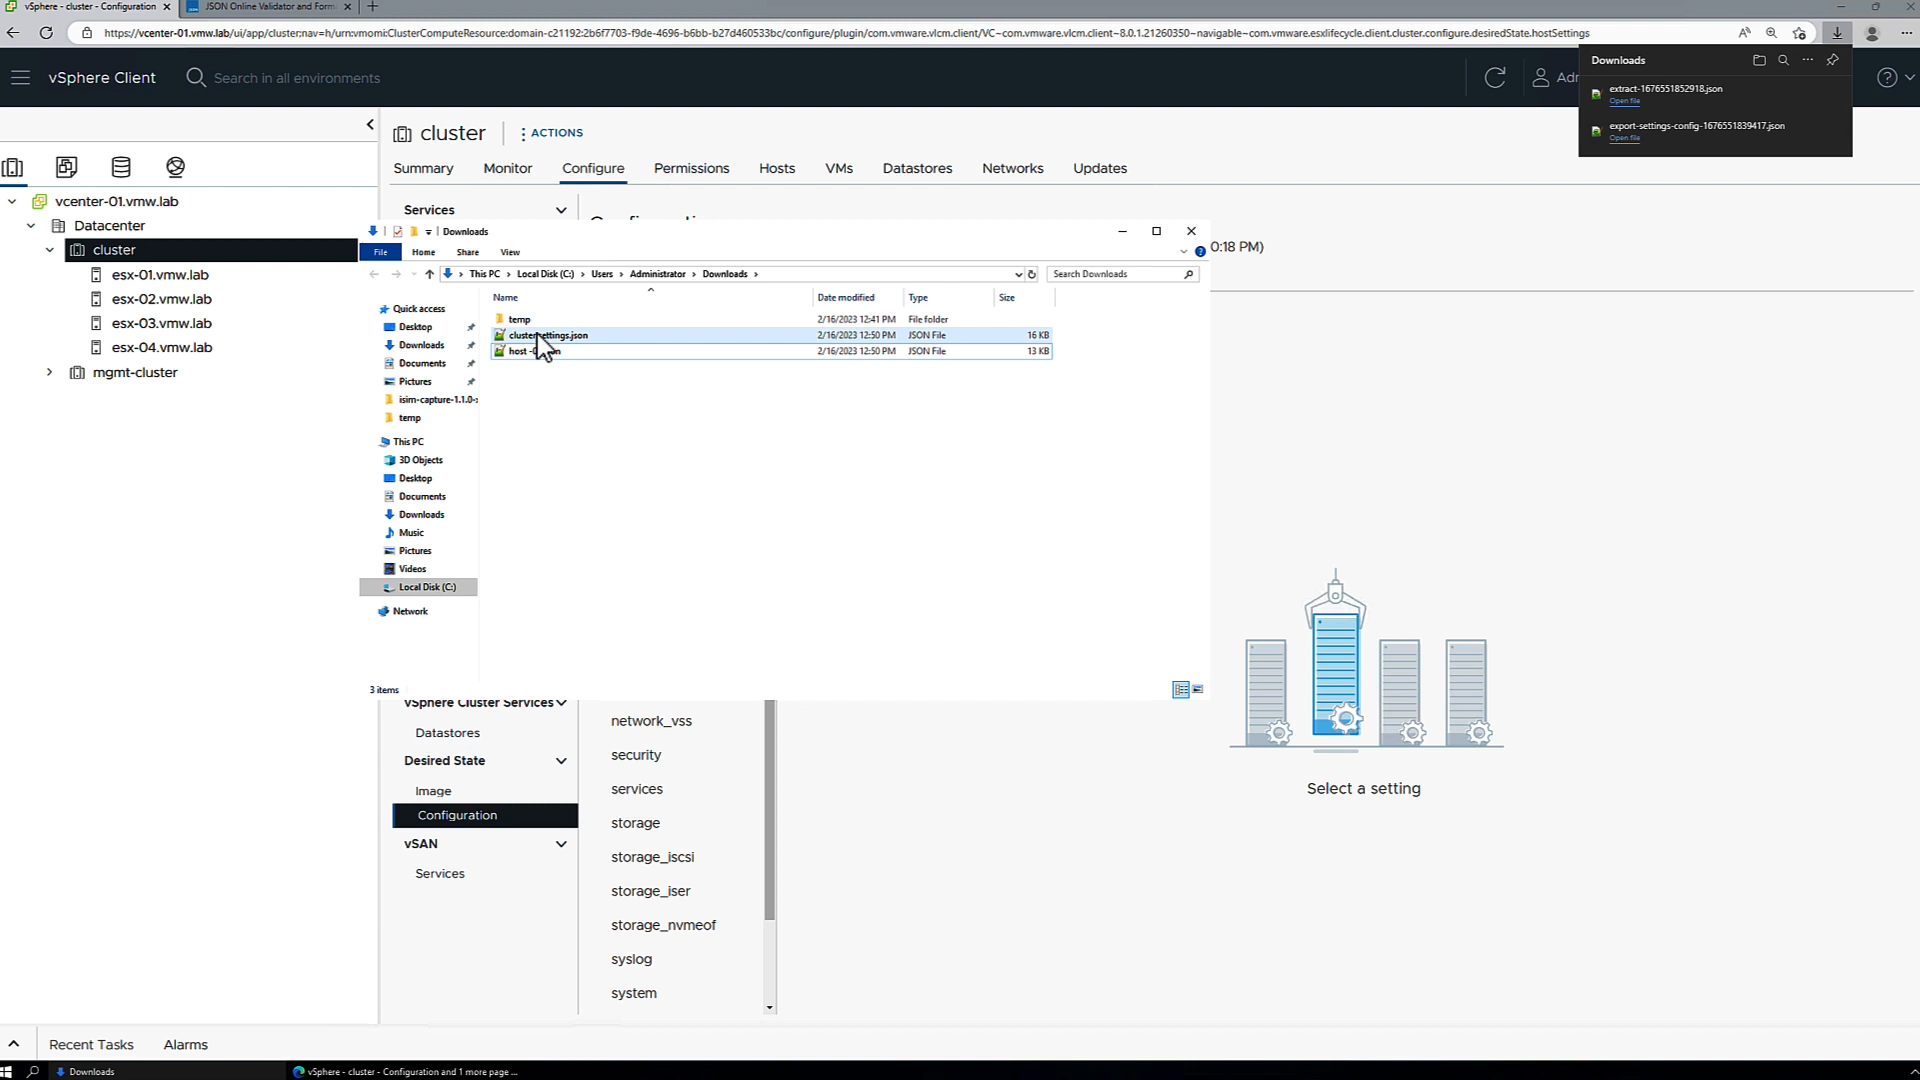 vSphere - cluster - Configuration
JSON Online Validator and Form
https://vcenter-01.vmw.lab/ui/app/cluster;nav=h/urn:vmomi:ClusterComputeResource:domain-c21192:2b6f7703-f9de-4696-b6bb-b27d460533bc/configure/plugin/com.vmware.vlcm.client/VC~com.vmware.vlcm.client~8.0.1.21260350~navigable~com.vmware.esxlifecycle.client.cluster.configure.desiredState.hostSettings
vSphere Client
Search in all environments
Downloads
extract-1676551852918.json
Open file
export-settings-config-1676551839417.json
Open file
cluster
ACTIONS
Summary
Monitor
Configure
Permissions
Hosts
VMs
Datastores
Networks
Updates
vcenter-01.vmw.lab
Datacenter
cluster
esx-01.vmw.lab
esx-02.vmw.lab
esx-03.vmw.lab
esx-04.vmw.lab
mgmt-cluster
Services
0:18 PM)
Downloads
File
Home
Share
View
This PC
Local Disk (C:)
Users
Administrator
Downloads
Search Downloads
Name
Date modified
Type
Size
temp
2/16/2023 12:41 PM
File folder
2/16/2023 12:50 PM
JSON File
16 KB
host
2/16/2023 12:50 PM
JSON File
13 KB
Quick access
Desktop
Downloads
Documents
Pictures
isim-capture-1.1.0-
temp
This PC
3D Objects
Desktop
Documents
Downloads
Music
Pictures
Videos
Local Disk (C:)
Network
3 items
vSphere Cluster Services
Datastores
Desired State
Image
Configuration
vSAN
Services
network_vss
security
services
storage
storage_iscsi
storage_iser
storage_nvmeof
syslog
system
Select a setting
Recent Tasks
Alarms
Downloads
vSphere - cluster - Configuration and 1 more page ...